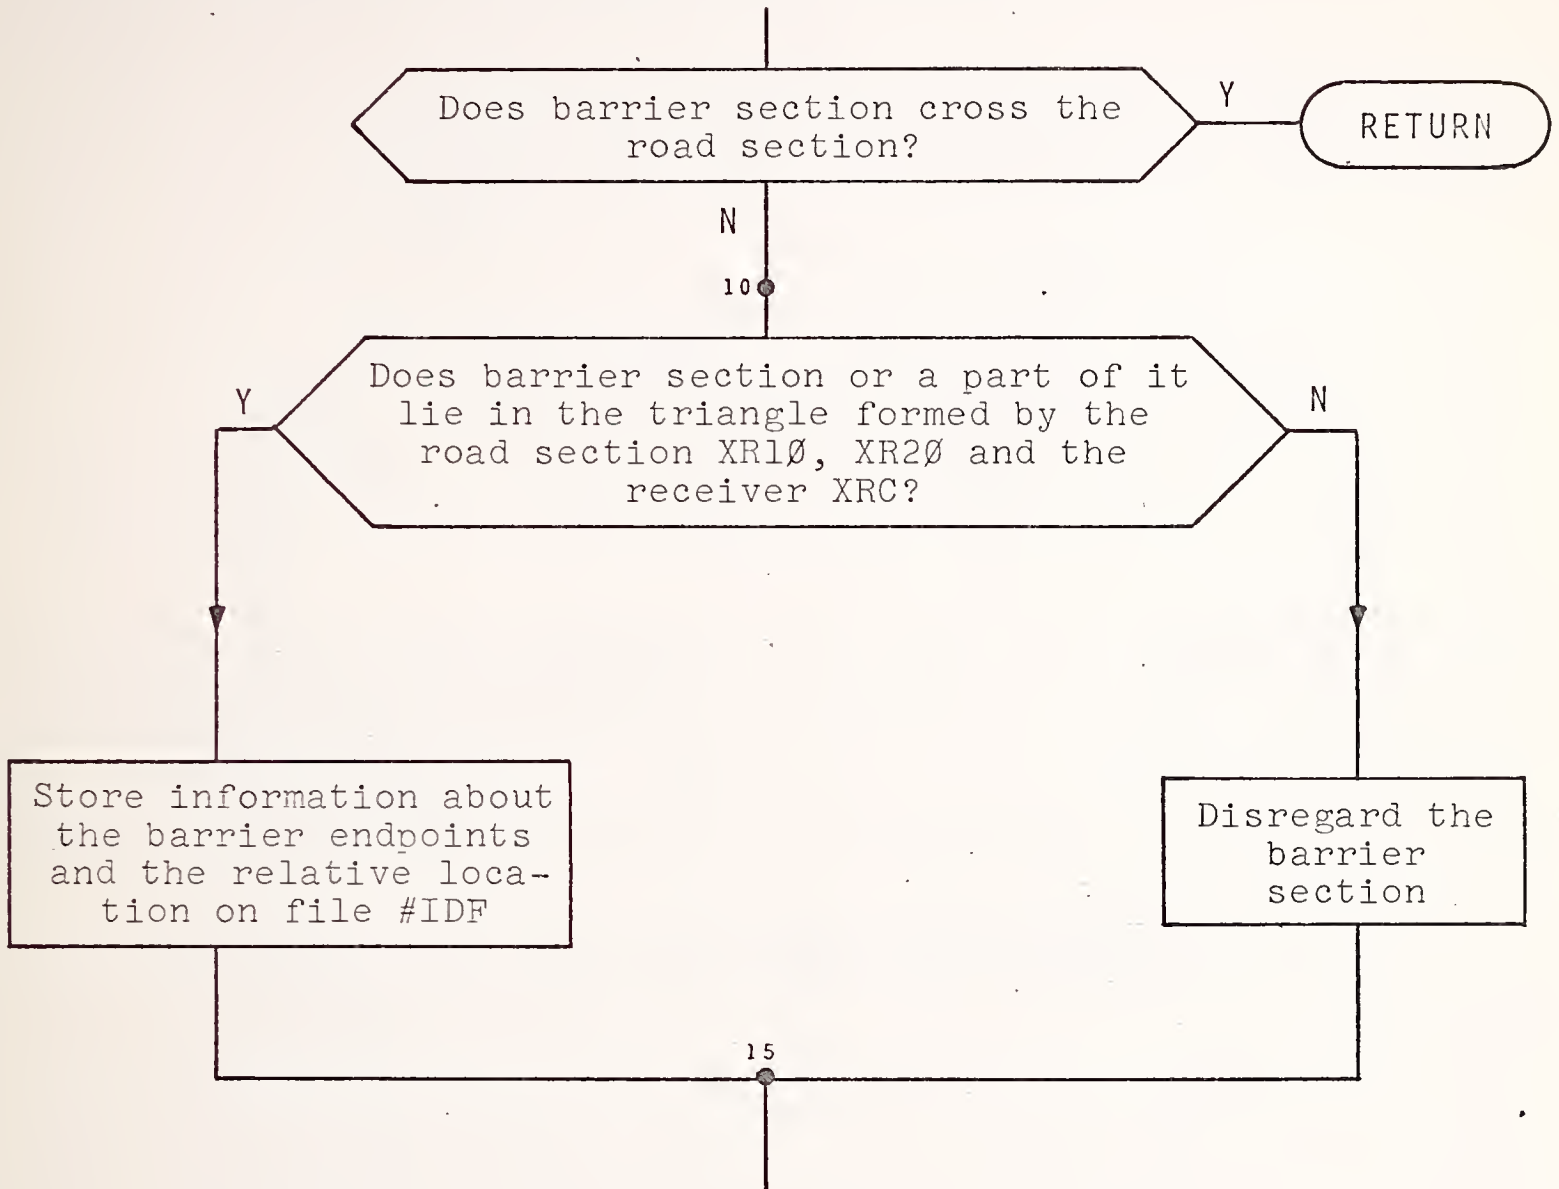 Does barrier section cross the
road section?
Y
RETURN
N
10
Does barrier section or a part of it
lie in the triangle formed by the
road section XR1Ø, XR2Ø and the
receiver XRC?
Y
N
Store information about
the barrier endpoints
and the relative loca-
tion on file #IDF
Disregard the
barrier
section
15